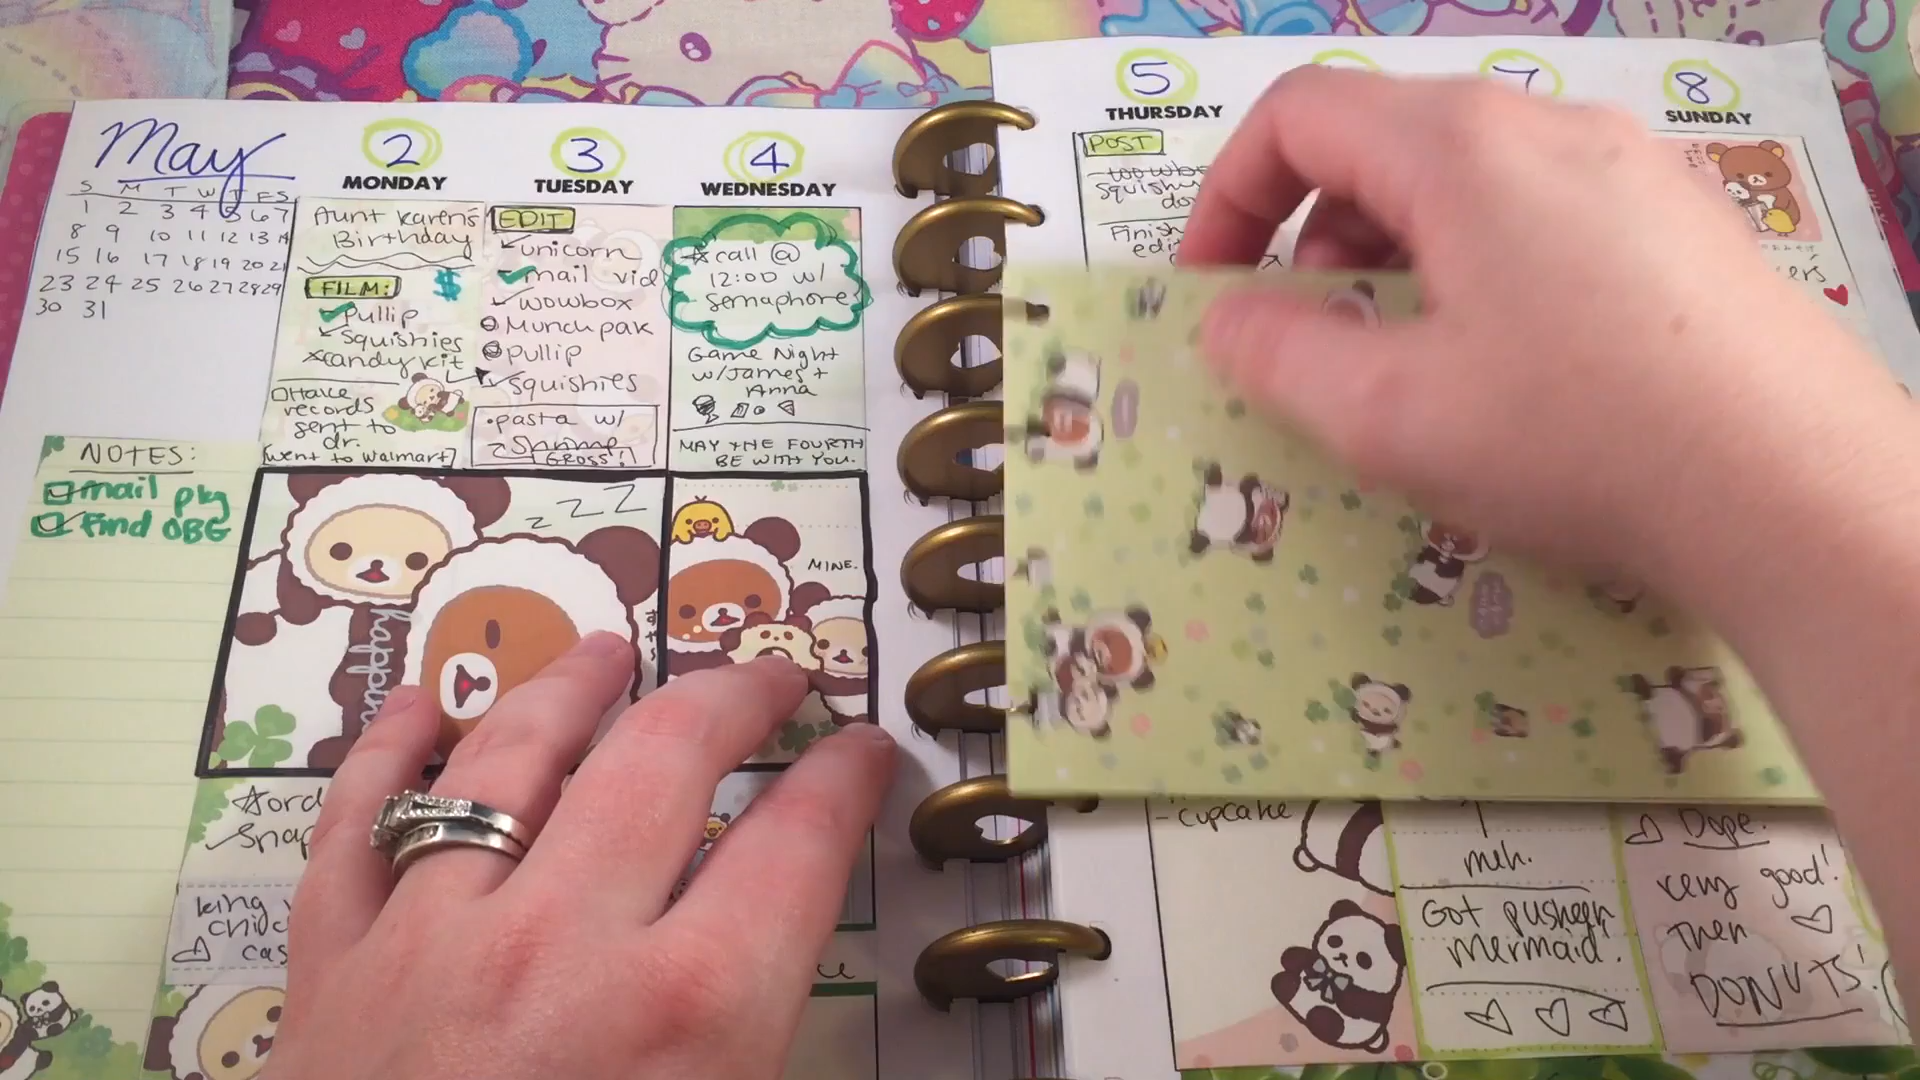 May
S M T W T F S
1 2 3 4 5 6 7
8 9 10 11 12 13 14
15 16 17 18 19 20 21
23 24 25 26 27 28 29
30 31
NOTES:
mail pkg
Find OBG
2
MONDAY
Aunt Karen's
Birthday
FILM:
$
Pullip
Squishies
candy kit
Have
records
sent to
dr.
went to walmart
3
TUESDAY
EDIT
unicorn
mail vid
wowbox
Munchpak
pullip
squishies
•pasta w/
Shrimp
GROSS!
4
WEDNESDAY
call @
12:00 w/
Semaphore
Game Night
w/James +
Anna
MAY THE FOURTH
BE WITH YOU.
zzz
MINE.
happin
king
5
THURSDAY
POST
Squishy
Finish
7
8
SUNDAY
- cupcake
meh.
Got pusheen
mermaid.
Dope.
very good!
Then
DONUTS!